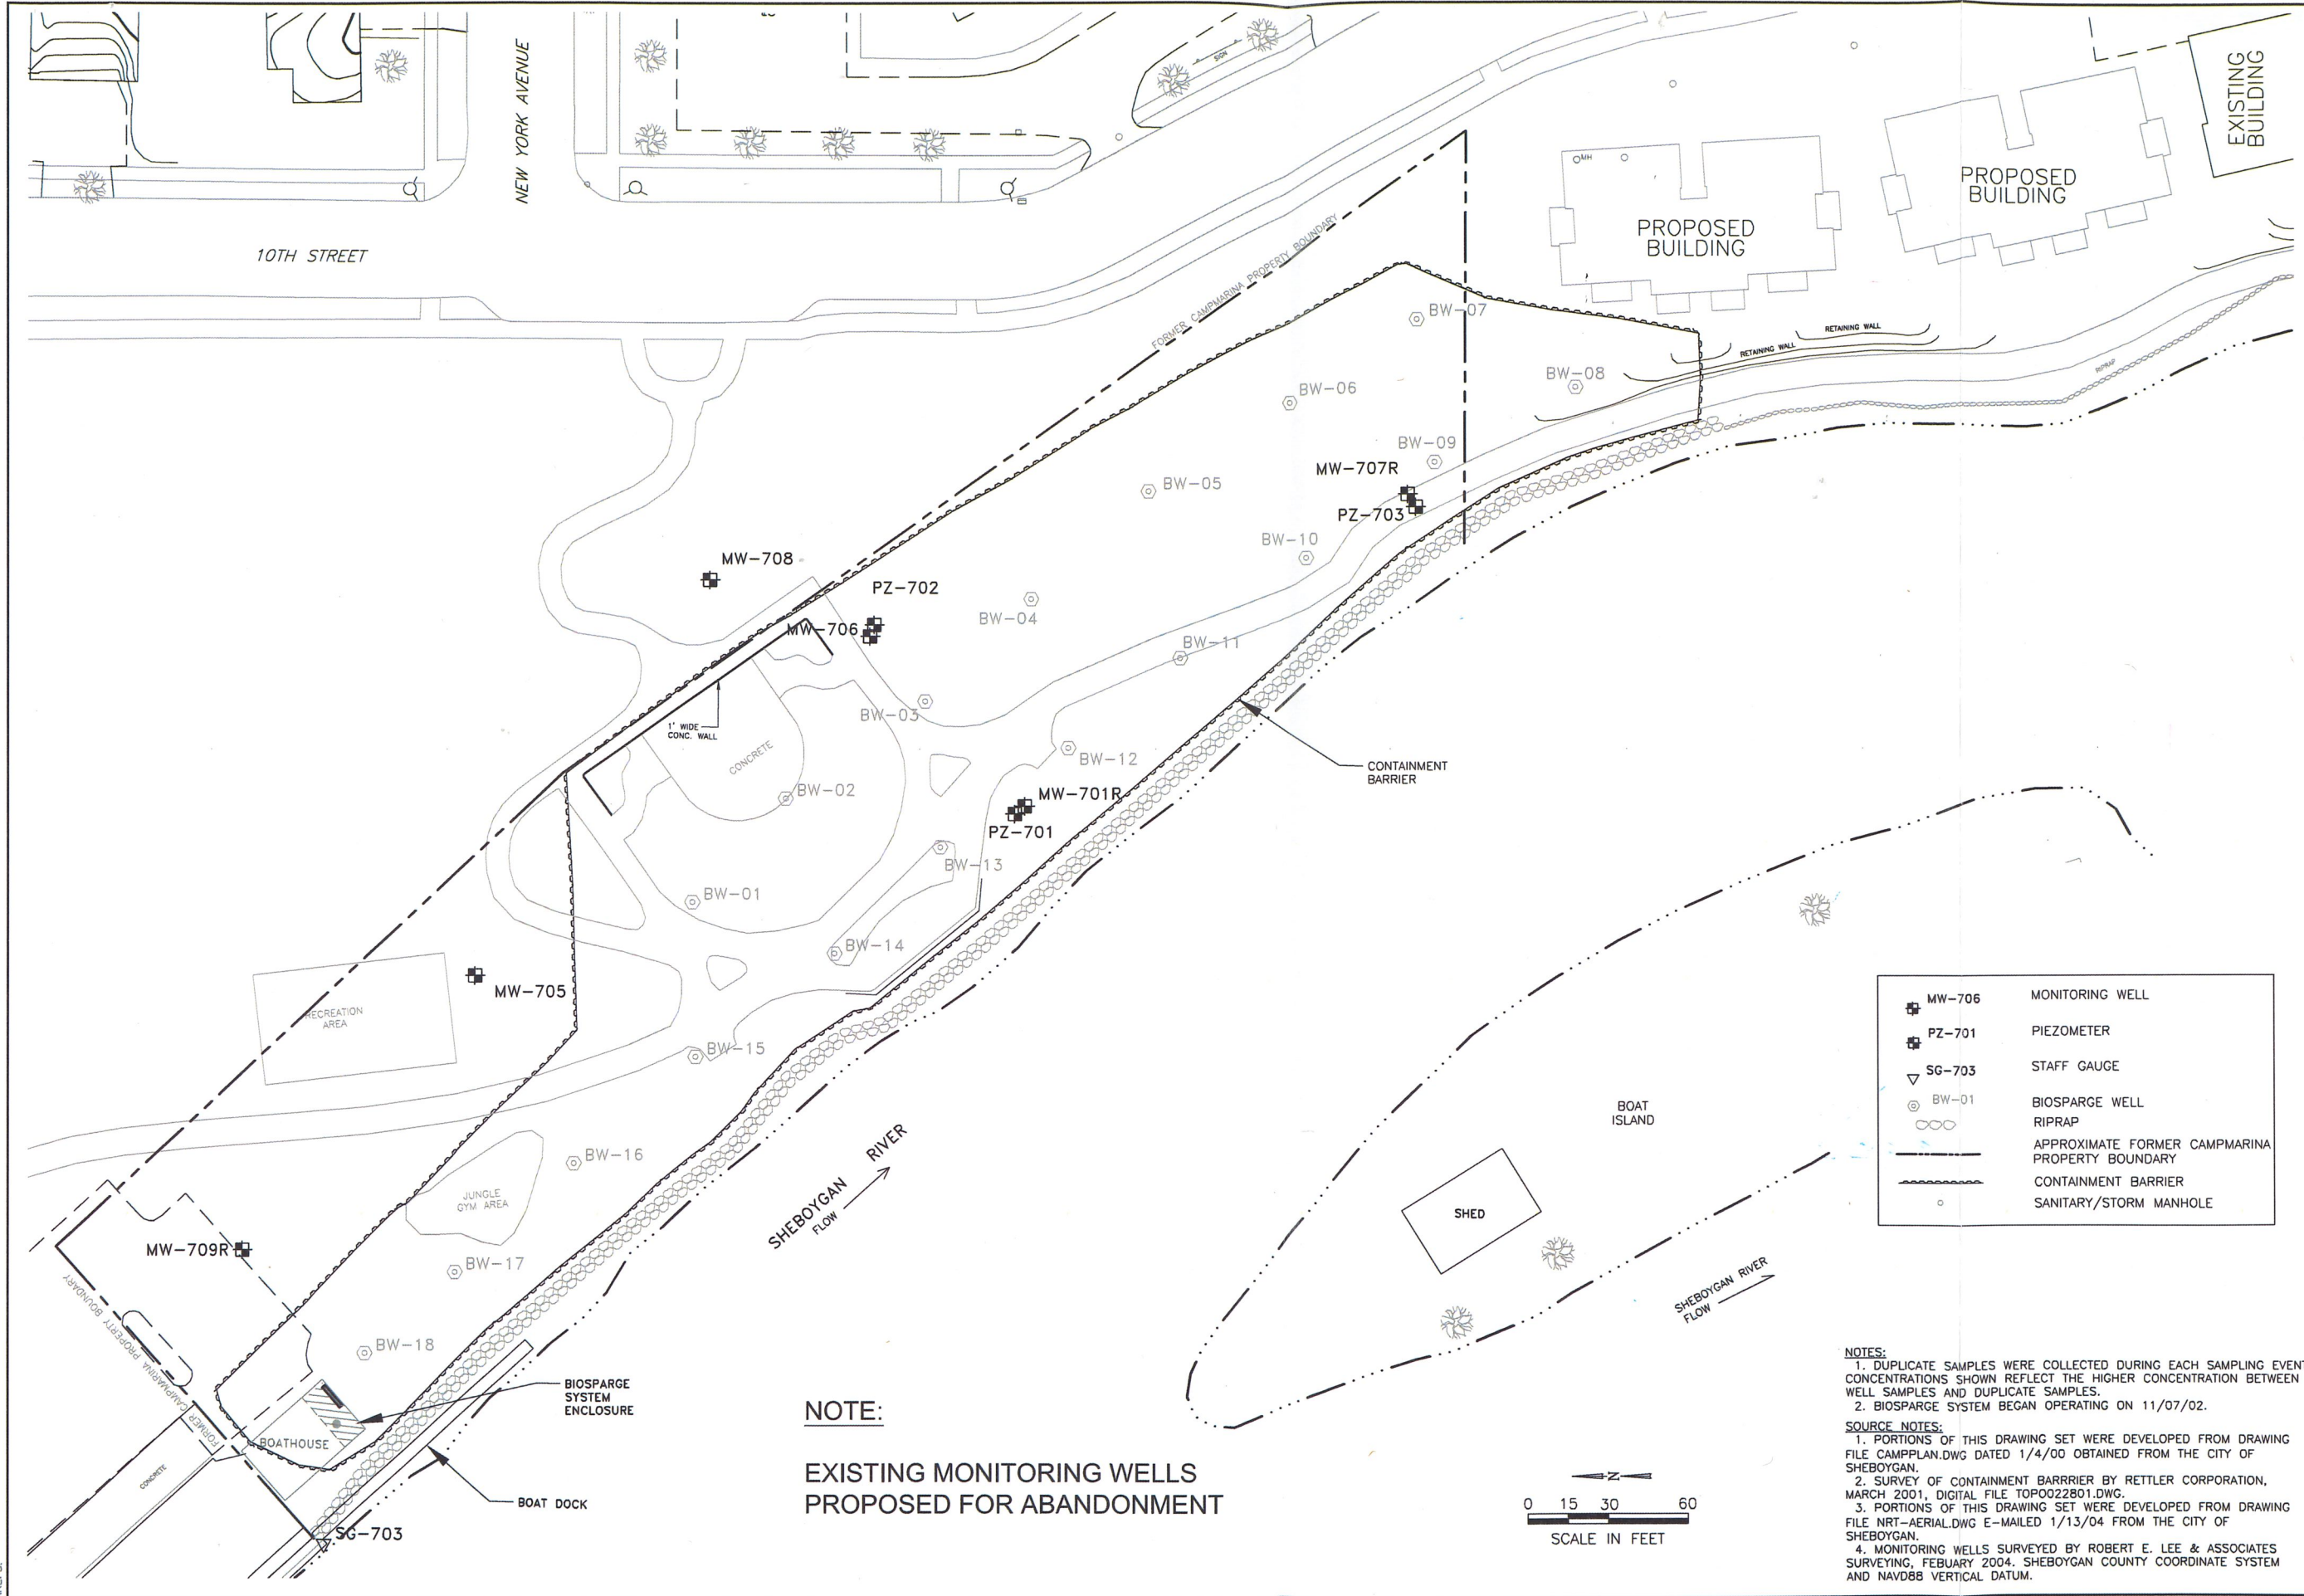 NEW YORK AVENUE
SIGN
10TH STREET
FORMER CAMPMARINA PROPERTY BOUNDARY
MH
PROPOSED
BUILDING
PROPOSED
BUILDING
EXISTING
BUILDING
RETAINING WALL
RETAINING WALL
RIPRAP
BW-07
BW-08
BW-06
BW-09
MW-707R
BW-05
PZ-703
BW-10
MW-708
PZ-702
BW-04
MW-706
BW-11
BW-03
1' WIDE
CONC. WALL
CONCRETE
BW-12
CONTAINMENT
BARRIER
BW-02
MW-701R
PZ-701
BW-13
BW-01
BW-14
MW-705
RECREATION
AREA
BW-15
BW-16
JUNGLE
GYM AREA
SHEBOYGAN RIVER
FLOW
BOAT
ISLAND
SHED
SHEBOYGAN RIVER
FLOW
MW-709R
BW-17
FORMER CAMPMARINA PROPERTY BOUNDARY
BW-18
BIOSPARGE
SYSTEM
ENCLOSURE
BOATHOUSE
CONCRETE
BOAT DOCK
SG-703
NOTE:
EXISTING MONITORING WELLS
PROPOSED FOR ABANDONMENT
N
0 15 30 60
SCALE IN FEET
MW-706 MONITORING WELL
PZ-701 PIEZOMETER
SG-703 STAFF GAUGE
BW-01 BIOSPARGE WELL
RIPRAP
APPROXIMATE FORMER CAMPMARINA
PROPERTY BOUNDARY
CONTAINMENT BARRIER
SANITARY/STORM MANHOLE
NOTES:
1. DUPLICATE SAMPLES WERE COLLECTED DURING EACH SAMPLING EVENT
CONCENTRATIONS SHOWN REFLECT THE HIGHER CONCENTRATION BETWEEN
WELL SAMPLES AND DUPLICATE SAMPLES.
2. BIOSPARGE SYSTEM BEGAN OPERATING ON 11/07/02.
SOURCE NOTES:
1. PORTIONS OF THIS DRAWING SET WERE DEVELOPED FROM DRAWING
FILE CAMPPLAN.DWG DATED 1/4/00 OBTAINED FROM THE CITY OF
SHEBOYGAN.
2. SURVEY OF CONTAINMENT BARRRIER BY RETTLER CORPORATION,
MARCH 2001, DIGITAL FILE TOPO022801.DWG.
3. PORTIONS OF THIS DRAWING SET WERE DEVELOPED FROM DRAWING
FILE NRT-AERIAL.DWG E-MAILED 1/13/04 FROM THE CITY OF
SHEBOYGAN.
4. MONITORING WELLS SURVEYED BY ROBERT E. LEE & ASSOCIATES
SURVEYING, FEBUARY 2004. SHEBOYGAN COUNTY COORDINATE SYSTEM
AND NAVD88 VERTICAL DATUM.